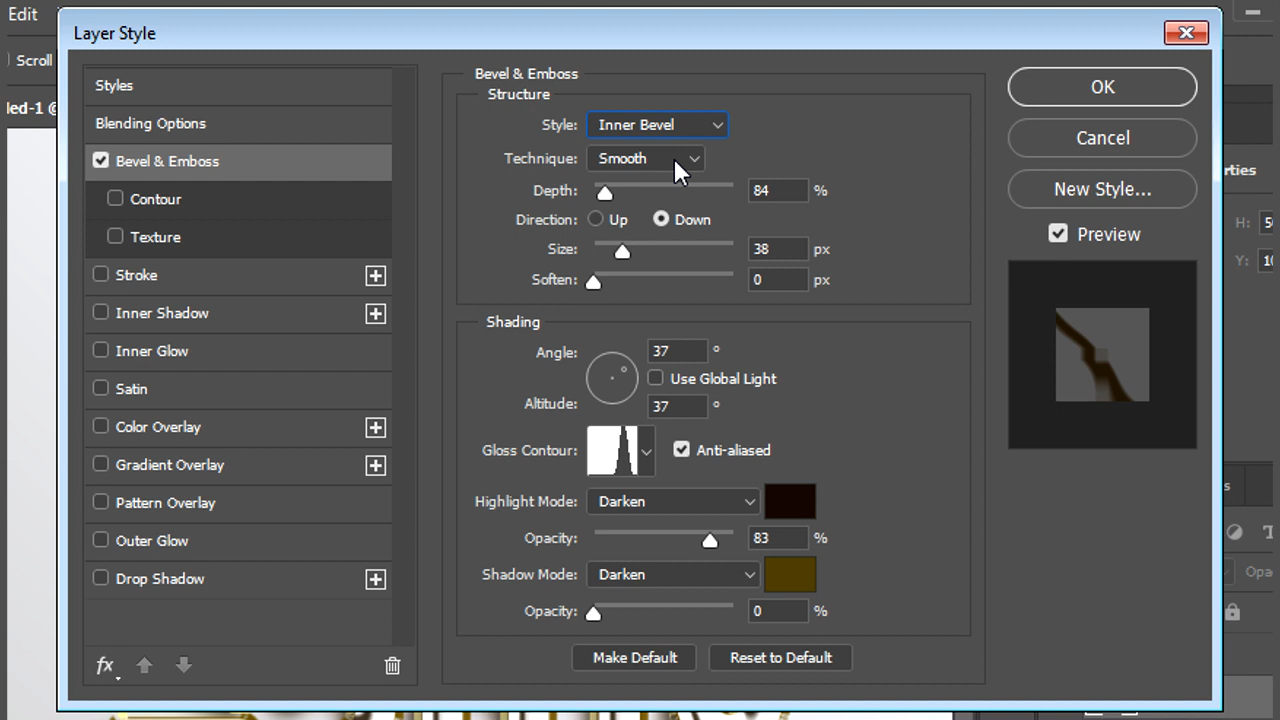 Edit
Layer Style
Scroll
led-1 @
Styles
Blending Options
Bevel & Emboss
Contour
Texture
Stroke
Inner Shadow
Inner Glow
Satin
Color Overlay
Gradient Overlay
Pattern Overlay
Outer Glow
Drop Shadow
fx
Bevel & Emboss
Structure
Style: Inner Bevel
Technique: Smooth
Depth: 84 %
Direction: Up Down
Size: 38 px
Soften: 0 px
Shading
Angle: 37 °
Use Global Light
Altitude: 37 °
Gloss Contour: Anti-aliased
Highlight Mode: Darken
Opacity: 83 %
Shadow Mode: Darken
Opacity: 0 %
Make Default Reset to Default
OK
Cancel
New Style...
Preview
rties
H: 5
Y: 10
s
T
Opa